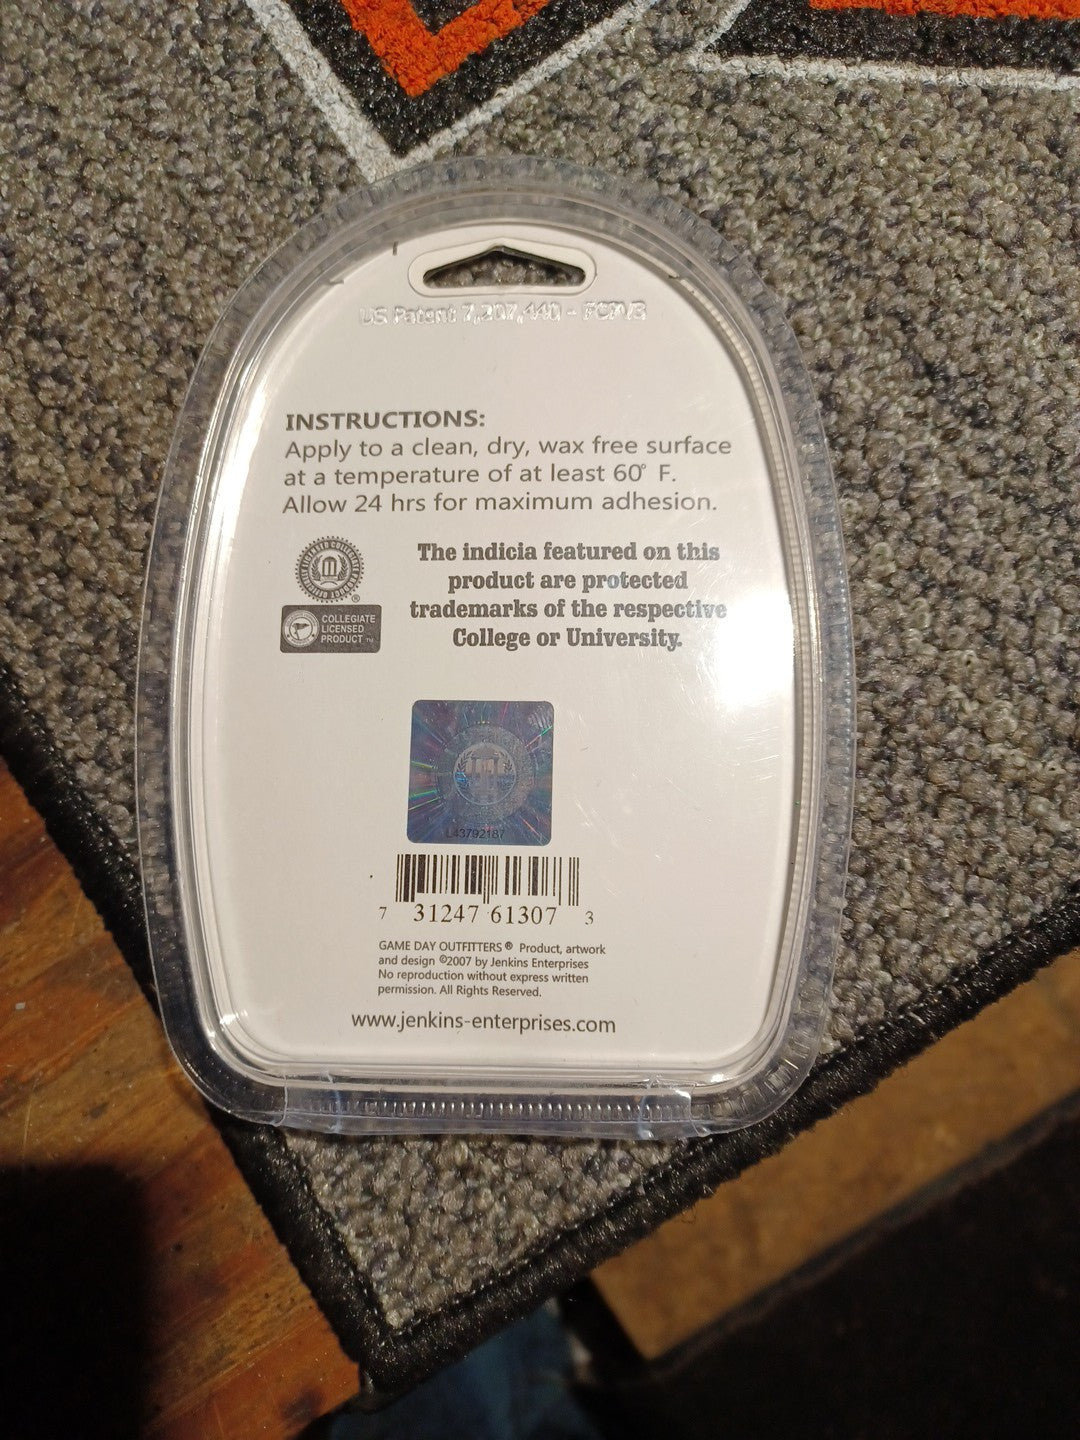 US Patent 7,207,440 - FCPVB
INSTRUCTIONS:
Apply to a clean, dry, wax free surface
at a temperature of at least 60° F.
Allow 24 hrs for maximum adhesion.
®
COLLEGIATE
LICENSED
PRODUCT TM
The indicia featured on this
product are protected
trademarks of the respective
College or University.
L43792187
7 31247 61307 3
GAME DAY OUTFITTERS ® Product, artwork
and design ©2007 by Jenkins Enterprises
No reproduction without express written
permission. All Rights Reserved.
www.jenkins-enterprises.com